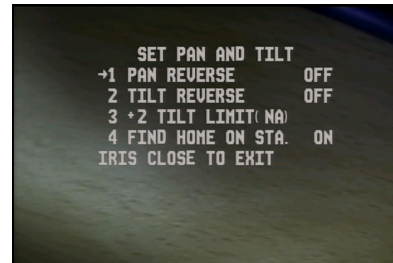 SET PAN AND TILT
→1 PAN REVERSE OFF
2 TILT REVERSE OFF
3 +2 TILT LIMIT(NA)
4 FIND HOME ON STA. ON
IRIS CLOSE TO EXIT